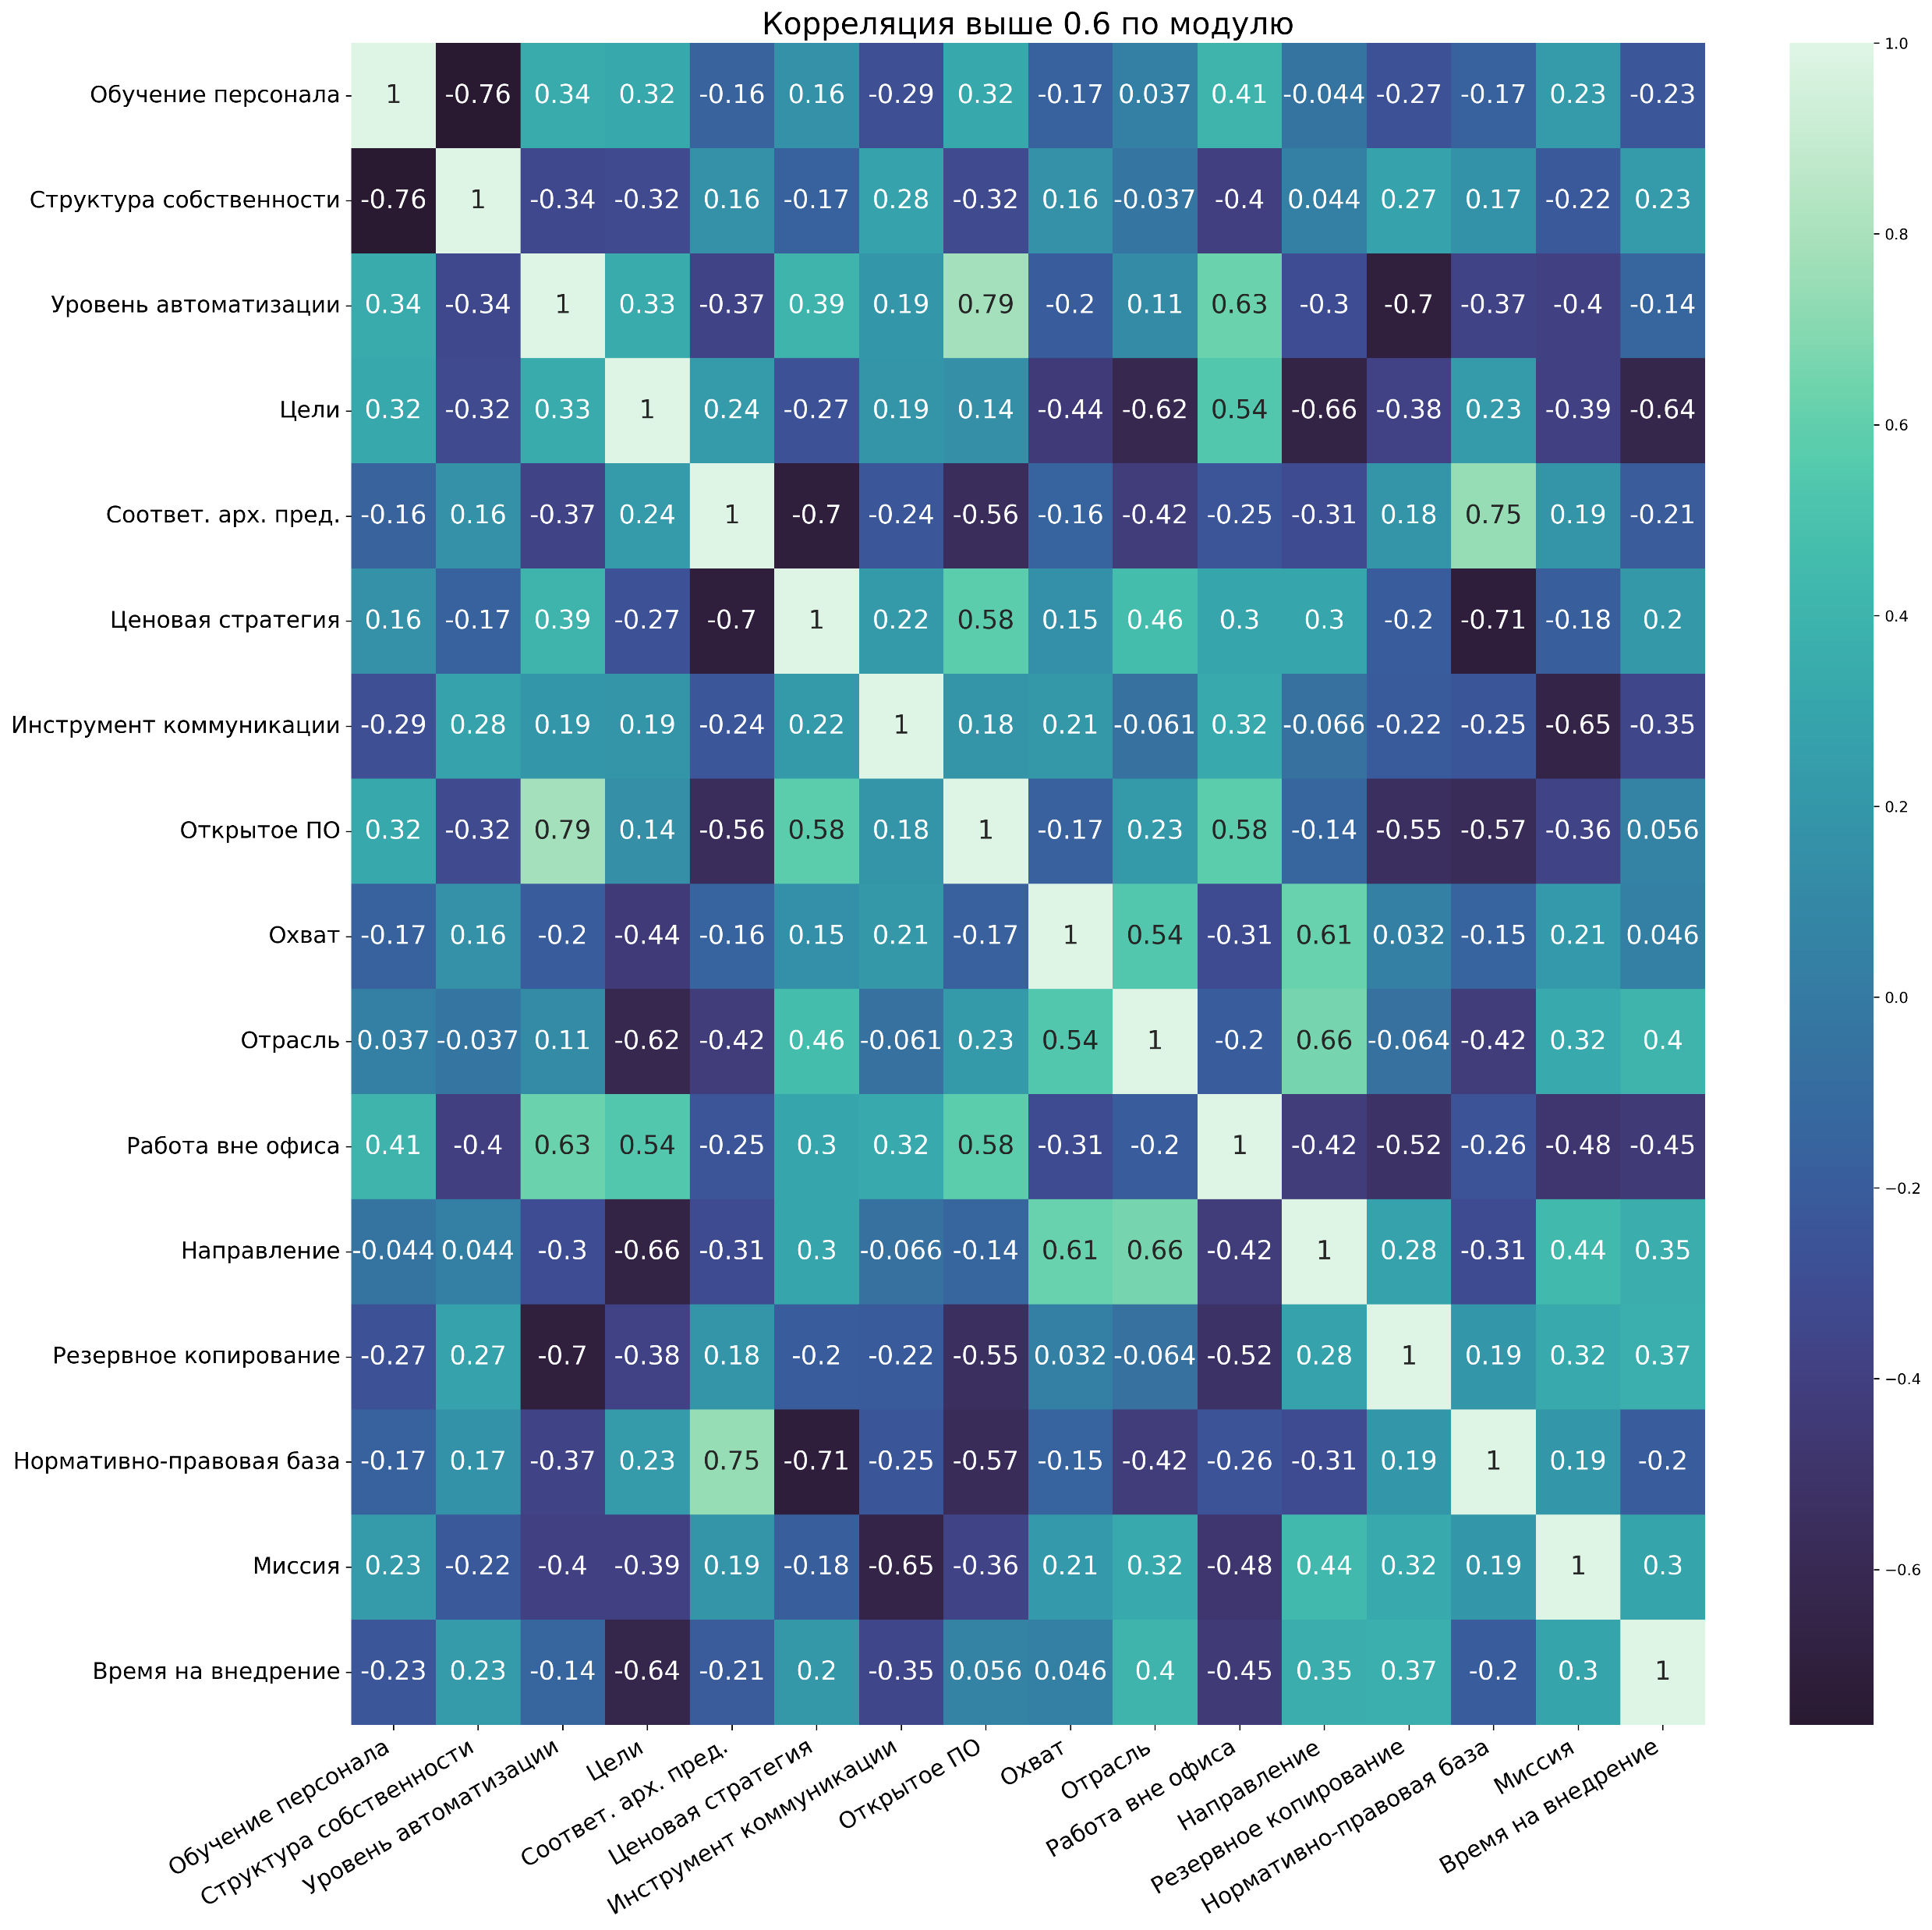 Корреляция выше 0.6 по модулю
Обучение персонала 1 -0.76 0.34 0.32 -0.16 0.16 -0.29 0.32 -0.17 0.037 0.41 -0.044 -0.27 -0.17 0.23 -0.23
Структура собственности -0.76 1 -0.34 -0.32 0.16 -0.17 0.28 -0.32 0.16 -0.037 -0.4 0.044 0.27 0.17 -0.22 0.23
Уровень автоматизации 0.34 -0.34 1 0.33 -0.37 0.39 0.19 0.79 -0.2 0.11 0.63 -0.3 -0.7 -0.37 -0.4 -0.14
Цели 0.32 -0.32 0.33 1 0.24 -0.27 0.19 0.14 -0.44 -0.62 0.54 -0.66 -0.38 0.23 -0.39 -0.64
Соответ. арх. пред. -0.16 0.16 -0.37 0.24 1 -0.7 -0.24 -0.56 -0.16 -0.42 -0.25 -0.31 0.18 0.75 0.19 -0.21
Ценовая стратегия 0.16 -0.17 0.39 -0.27 -0.7 1 0.22 0.58 0.15 0.46 0.3 0.3 -0.2 -0.71 -0.18 0.2
Инструмент коммуникации -0.29 0.28 0.19 0.19 -0.24 0.22 1 0.18 0.21 -0.061 0.32 -0.066 -0.22 -0.25 -0.65 -0.35
Открытое ПО 0.32 -0.32 0.79 0.14 -0.56 0.58 0.18 1 -0.17 0.23 0.58 -0.14 -0.55 -0.57 -0.36 0.056
Охват -0.17 0.16 -0.2 -0.44 -0.16 0.15 0.21 -0.17 1 0.54 -0.31 0.61 0.032 -0.15 0.21 0.046
Отрасль 0.037 -0.037 0.11 -0.62 -0.42 0.46 -0.061 0.23 0.54 1 -0.2 0.66 -0.064 -0.42 0.32 0.4
Работа вне офиса 0.41 -0.4 0.63 0.54 -0.25 0.3 0.32 0.58 -0.31 -0.2 1 -0.42 -0.52 -0.26 -0.48 -0.45
Направление -0.044 0.044 -0.3 -0.66 -0.31 0.3 -0.066 -0.14 0.61 0.66 -0.42 1 0.28 -0.31 0.44 0.35
Резервное копирование -0.27 0.27 -0.7 -0.38 0.18 -0.2 -0.22 -0.55 0.032 -0.064 -0.52 0.28 1 0.19 0.32 0.37
Нормативно-правовая база -0.17 0.17 -0.37 0.23 0.75 -0.71 -0.25 -0.57 -0.15 -0.42 -0.26 -0.31 0.19 1 0.19 -0.2
Миссия 0.23 -0.22 -0.4 -0.39 0.19 -0.18 -0.65 -0.36 0.21 0.32 -0.48 0.44 0.32 0.19 1 0.3
Время на внедрение -0.23 0.23 -0.14 -0.64 -0.21 0.2 -0.35 0.056 0.046 0.4 -0.45 0.35 0.37 -0.2 0.3 1
Обучение персонала
Структура собственности
Уровень автоматизации
Цели
Соответ. арх. пред.
Ценовая стратегия
Инструмент коммуникации
Открытое ПО
Охват
Отрасль
Работа вне офиса
Направление
Резервное копирование
Нормативно-правовая база
Миссия
Время на внедрение
1.0
0.8
0.6
0.4
0.2
0.0
−0.2
−0.4
−0.6